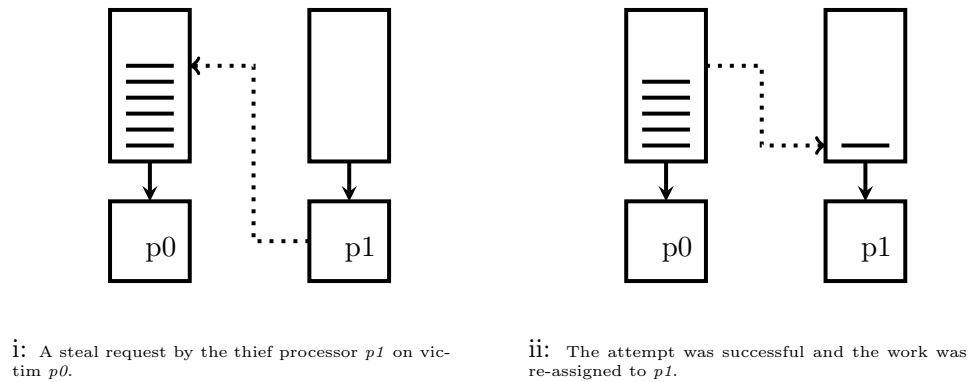 p0
p1
p0
p1
i: A steal request by the thief processor p1 on vic-
tim p0.
ii: The attempt was successful and the work was
re-assigned to p1.